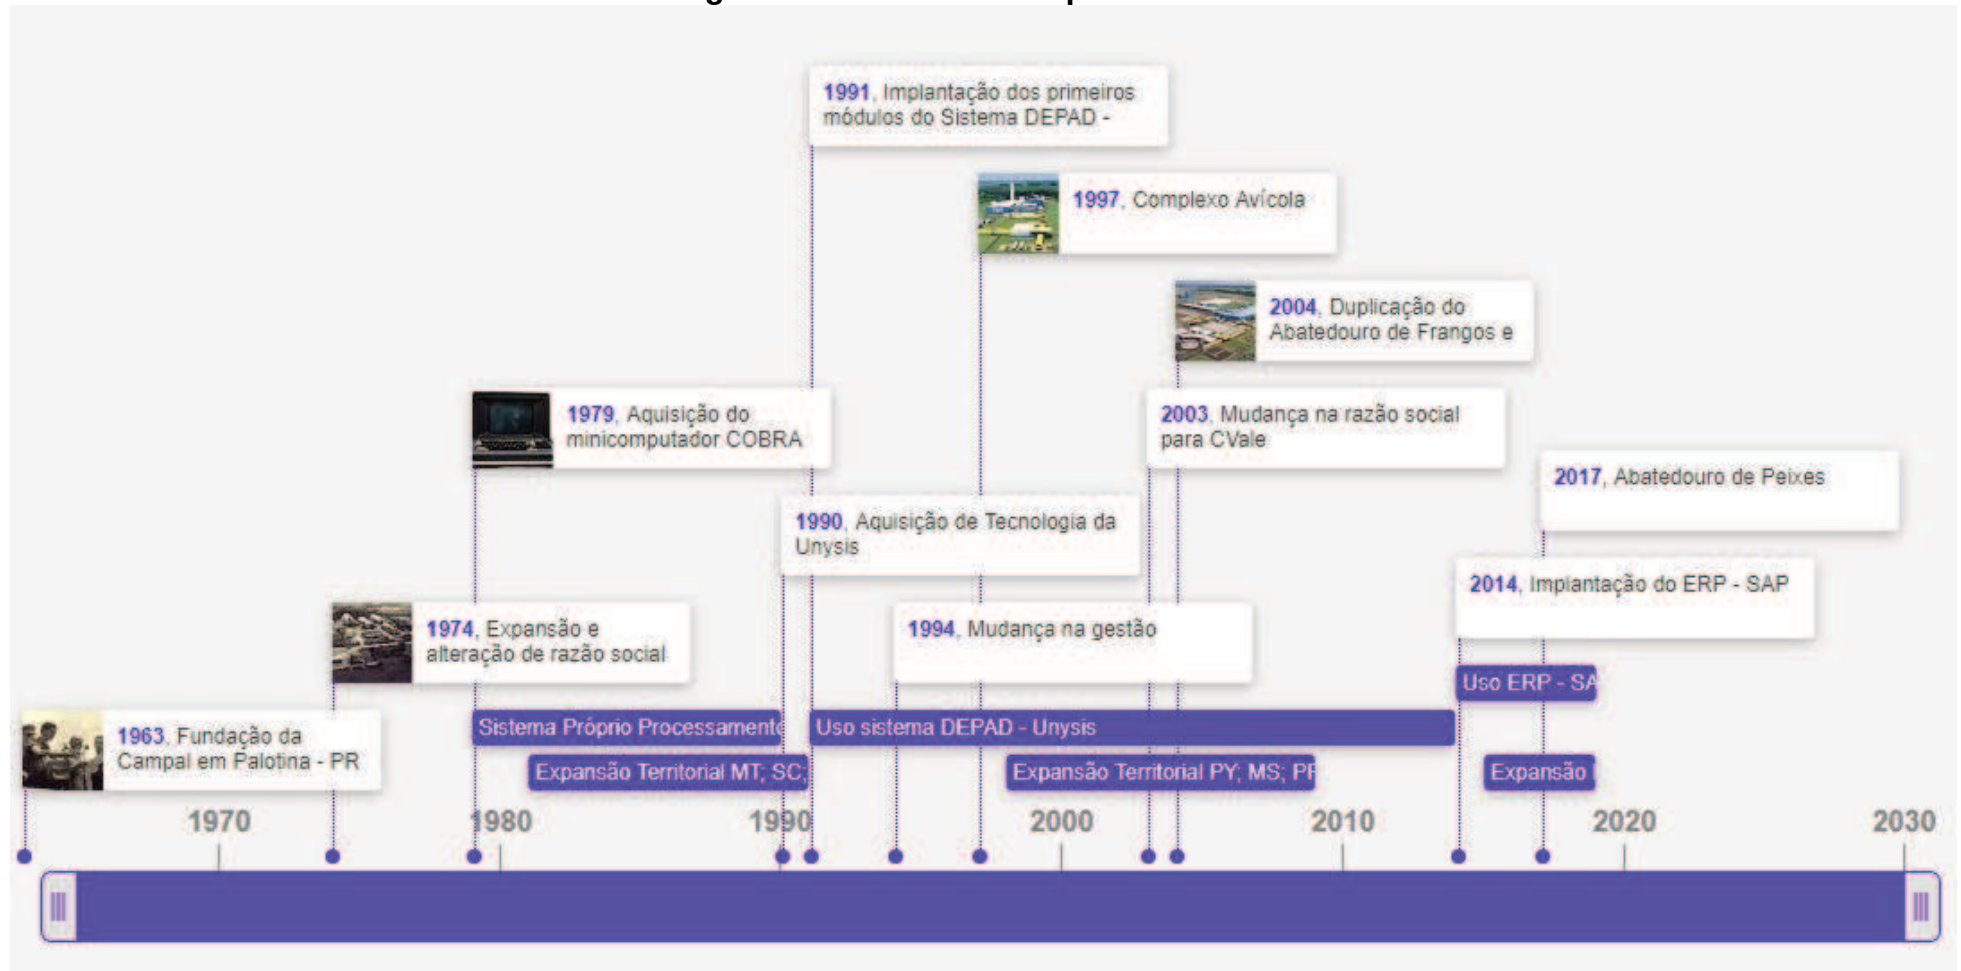 1991, Implantação dos primeiros
módulos do Sistema DEPAD -
1997, Complexo Avícola
2004, Duplicação do
Abatedouro de Frangos e
1979, Aquisição do
minicomputador COBRA
2003, Mudança na razão social
para CVale
2017, Abatedouro de Peixes
1990, Aquisição de Tecnologia da
Unysis
2014, Implantação do ERP - SAP
1974, Expansão e
alteração de razão social
1994, Mudança na gestão
Uso ERP - SA
1963, Fundação da
Campal em Palotina - PR
Sistema Próprio Processamento
Uso sistema DEPAD - Unysis
Expansão Territorial MT; SC;
Expansão Territorial PY; MS; PR
Expansão
1970
1980
1990
2000
2010
2020
2030